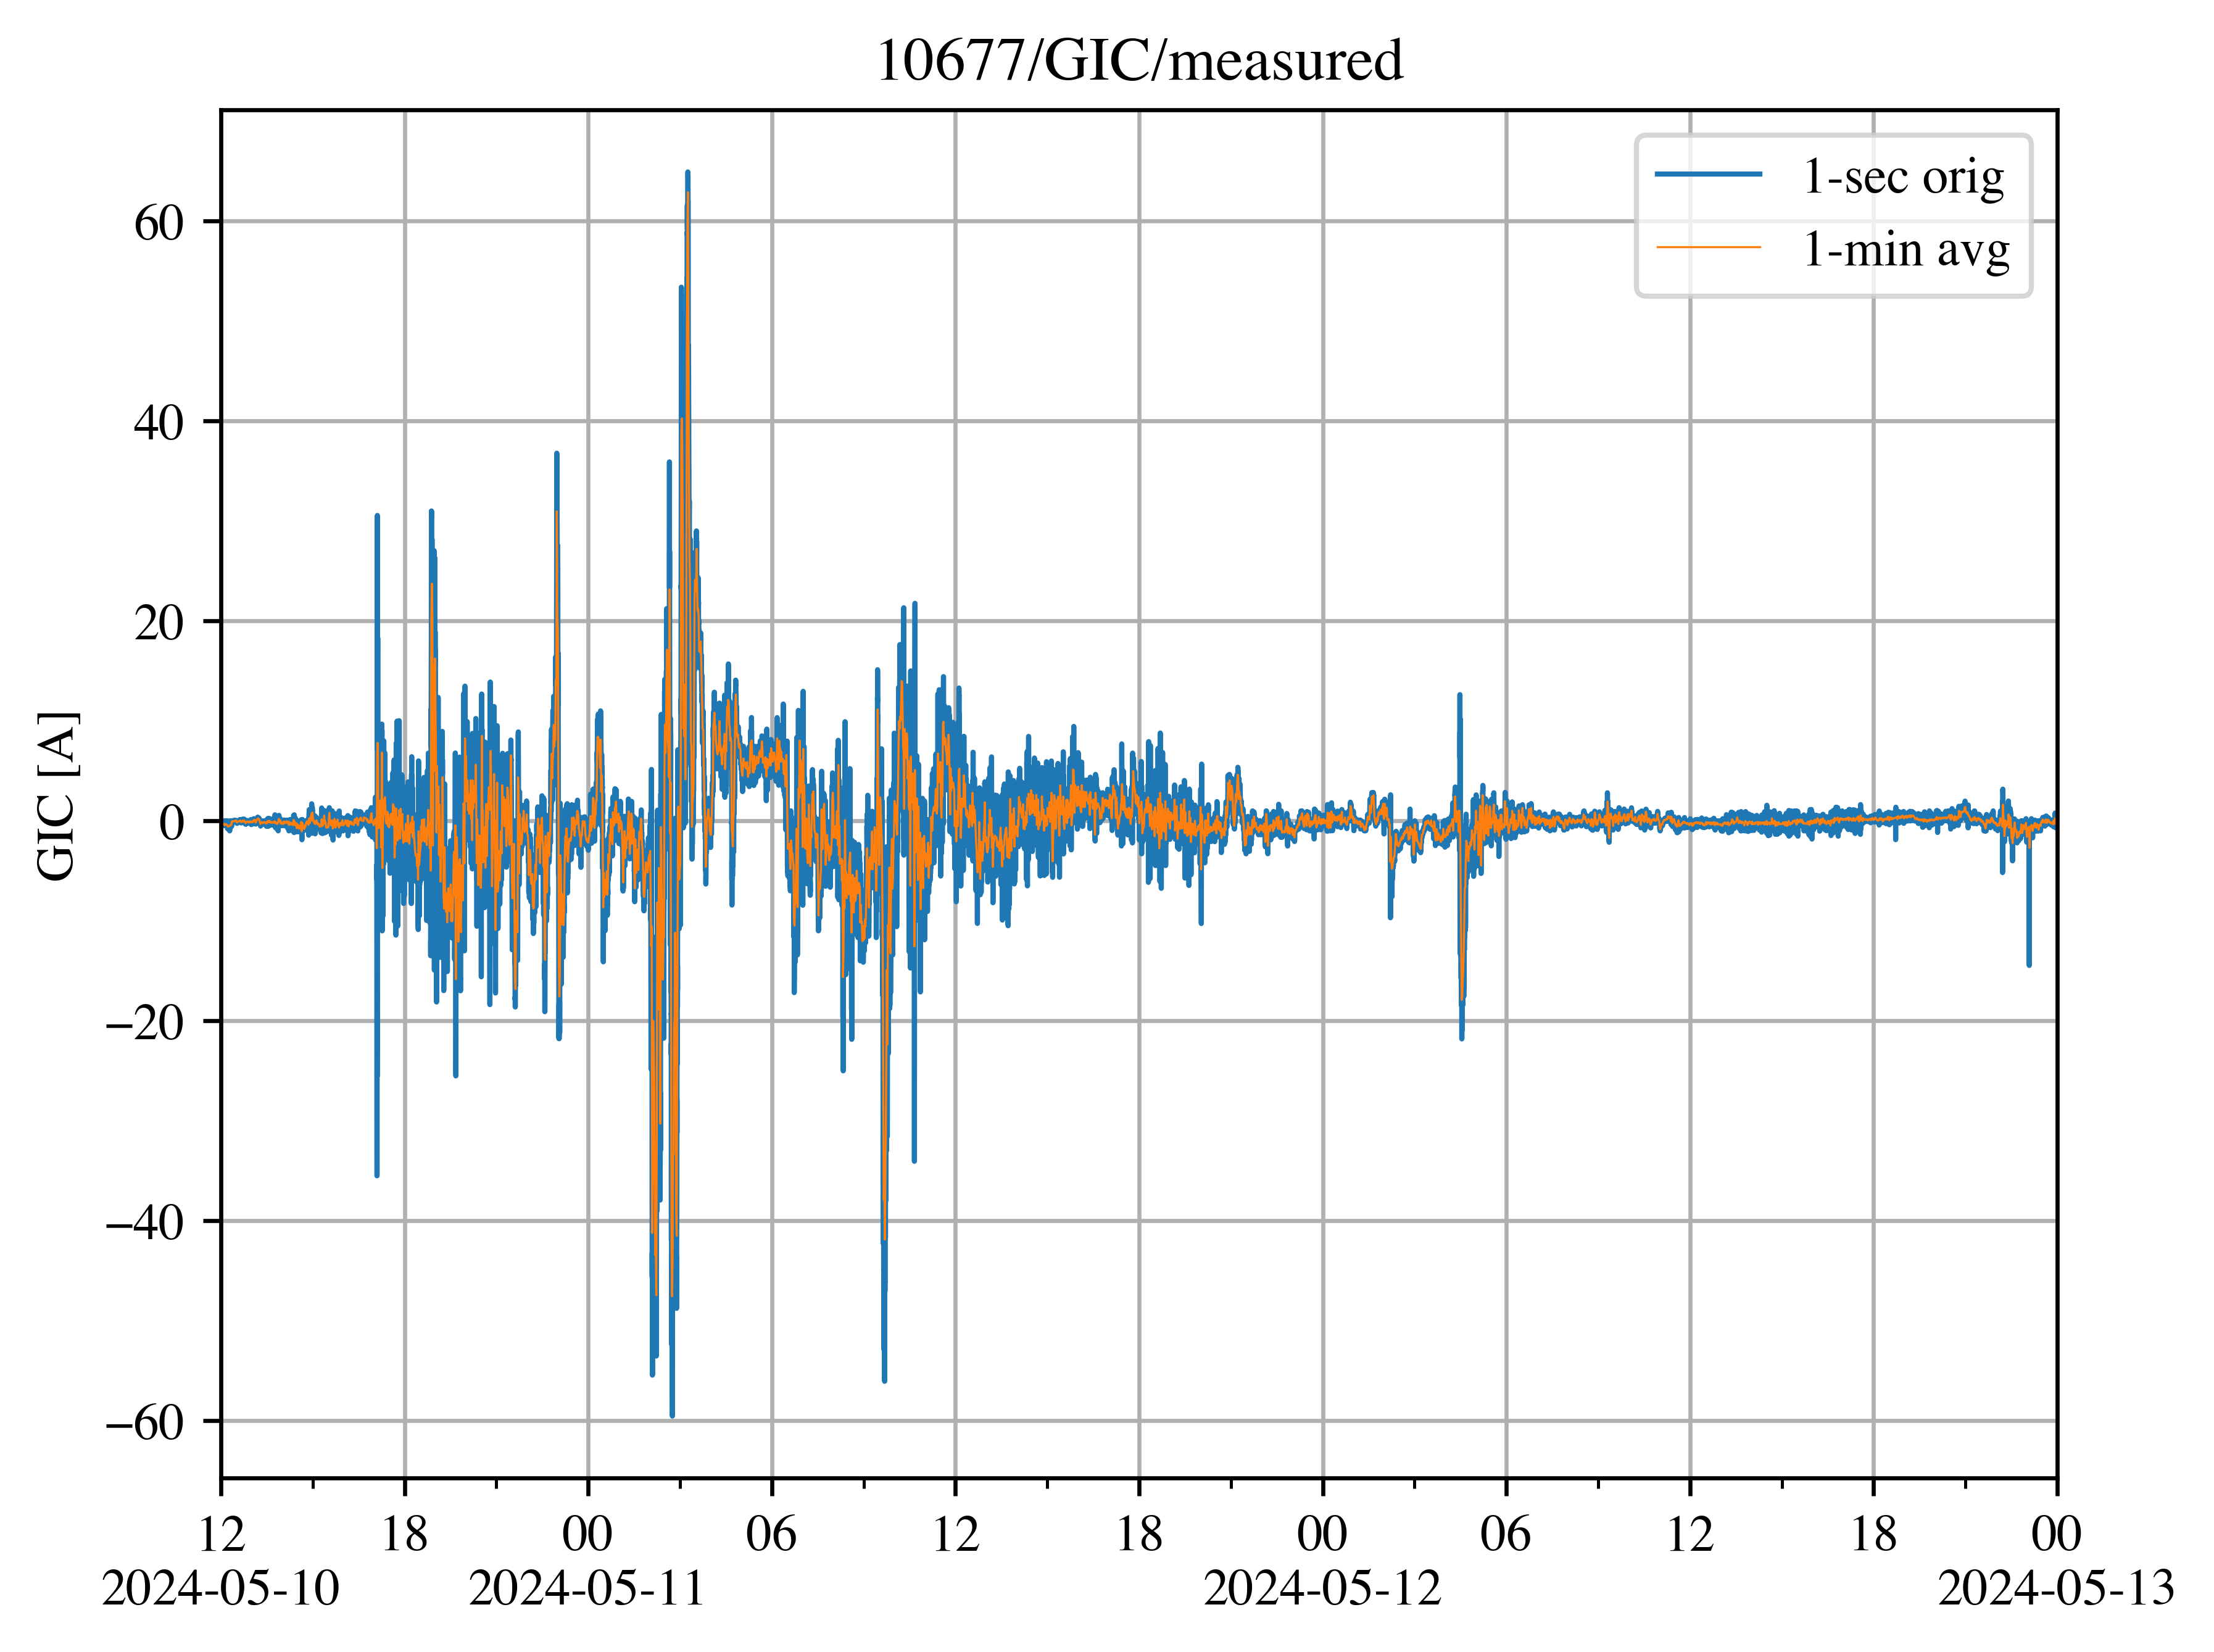 10677/GIC/measured
1-sec orig
1-min avg
GIC [A]
60
40
20
0
−20
−40
−60
12 18 00 06 12 18 00 06 12 18 00
2024-05-10 2024-05-11 2024-05-12 2024-05-13